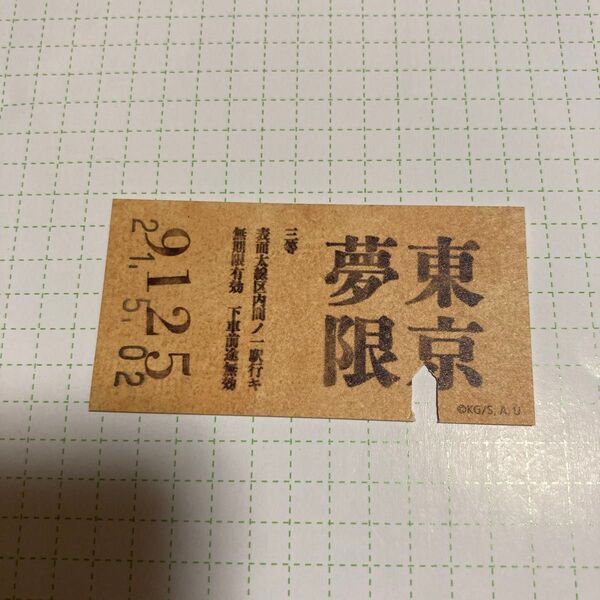 東京
夢限
三等
表面太線区内間ノ一駅行キ
無期限有効 下車前途無効
9125
21.5.02
©KG/S, A, U